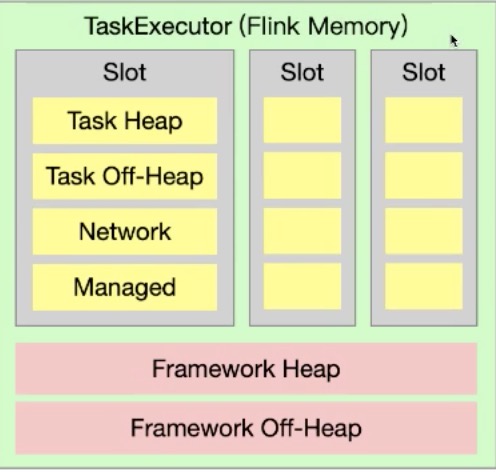 TaskExecutor (Flink Memory)
Slot
Task Heap
Task Off-Heap
Network
Managed
Slot
Slot
Framework Heap
Framework Off-Heap